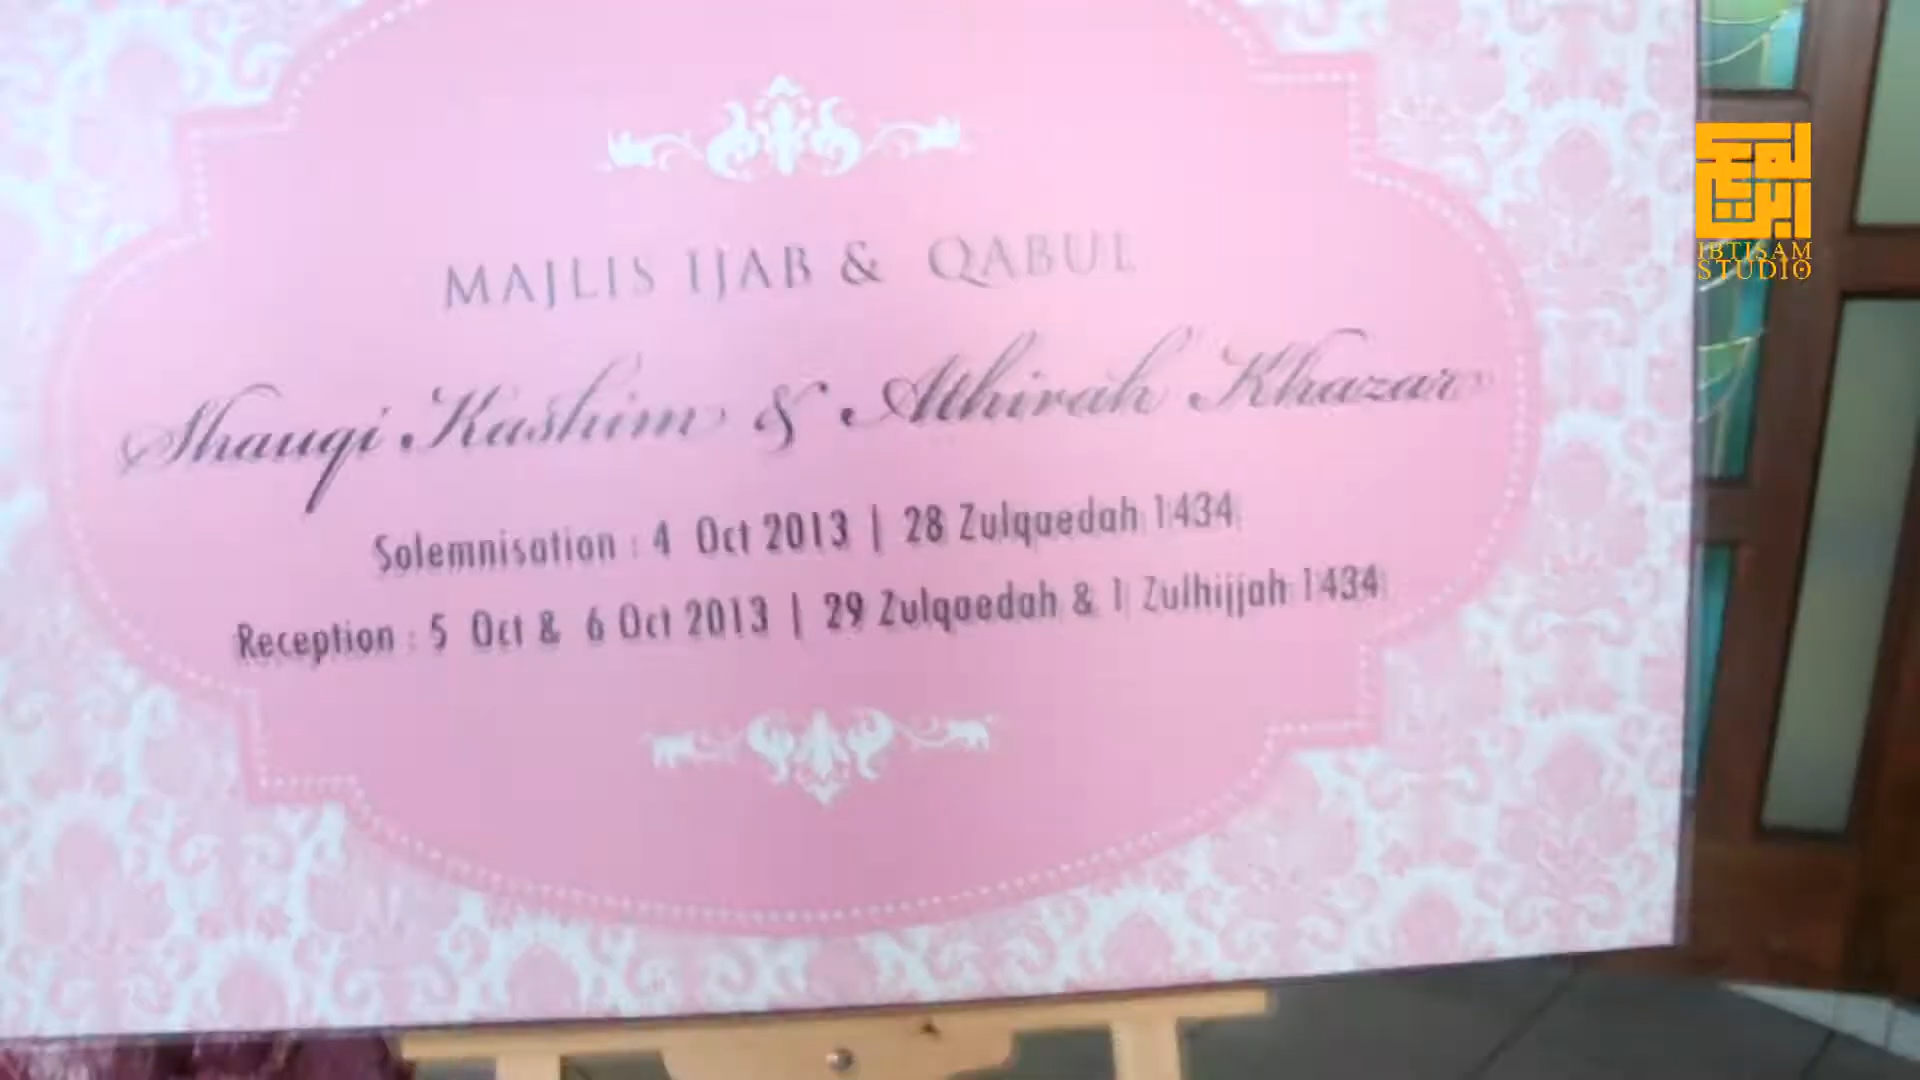 MAJLIS IJAB & QABUL
Shauqi Kashim & Athirah Khazar
Solemnisation : 4 Oct 2013 | 28 Zulqaedah 1434
Reception : 5 Oct & 6 Oct 2013 | 29 Zulqaedah & 1 Zulhijjah 1434
IBTISAM
STUDIO